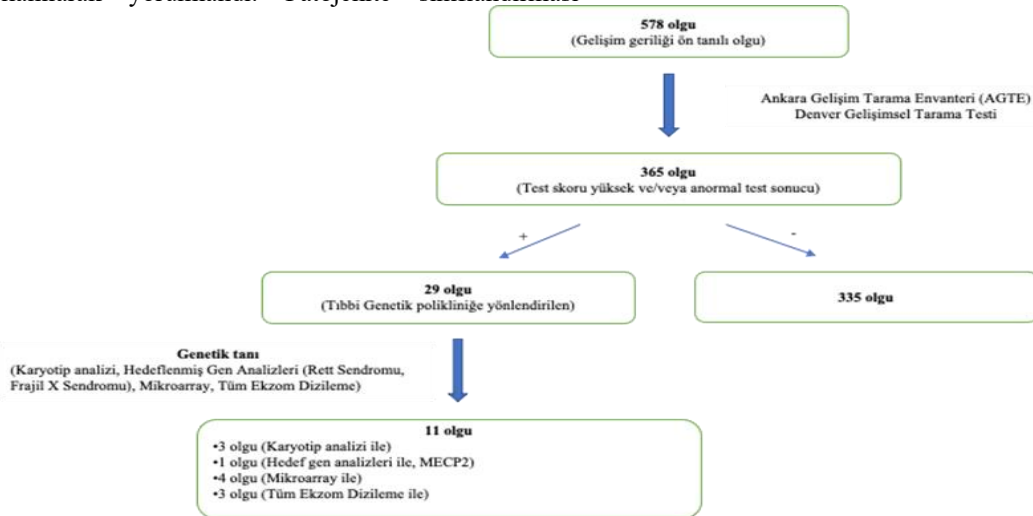 578 olgu
(Gelişim geriliği ön tanılı olgu)
Ankara Gelişim Tarama Envanteri (AGTE)
Denver Gelişimsel Tarama Testi
365 olgu
(Test skoru yüksek ve/veya anormal test sonucu)
+
-
29 olgu
(Tıbbi Genetik polikliniğe yönlendirilen)
335 olgu
Genetik tanı
(Karyotip analizi, Hedeflenmiş Gen Analizleri (Rett Sendromu,
Frajil X Sendromu), Mikroarray, Tüm Ekzom Dizileme)
11 olgu
•3 olgu (Karyotip analizi ile)
•1 olgu (Hedef gen analizleri ile, MECP2)
•4 olgu (Mikroarray ile)
•3 olgu (Tüm Ekzom Dizileme ile)